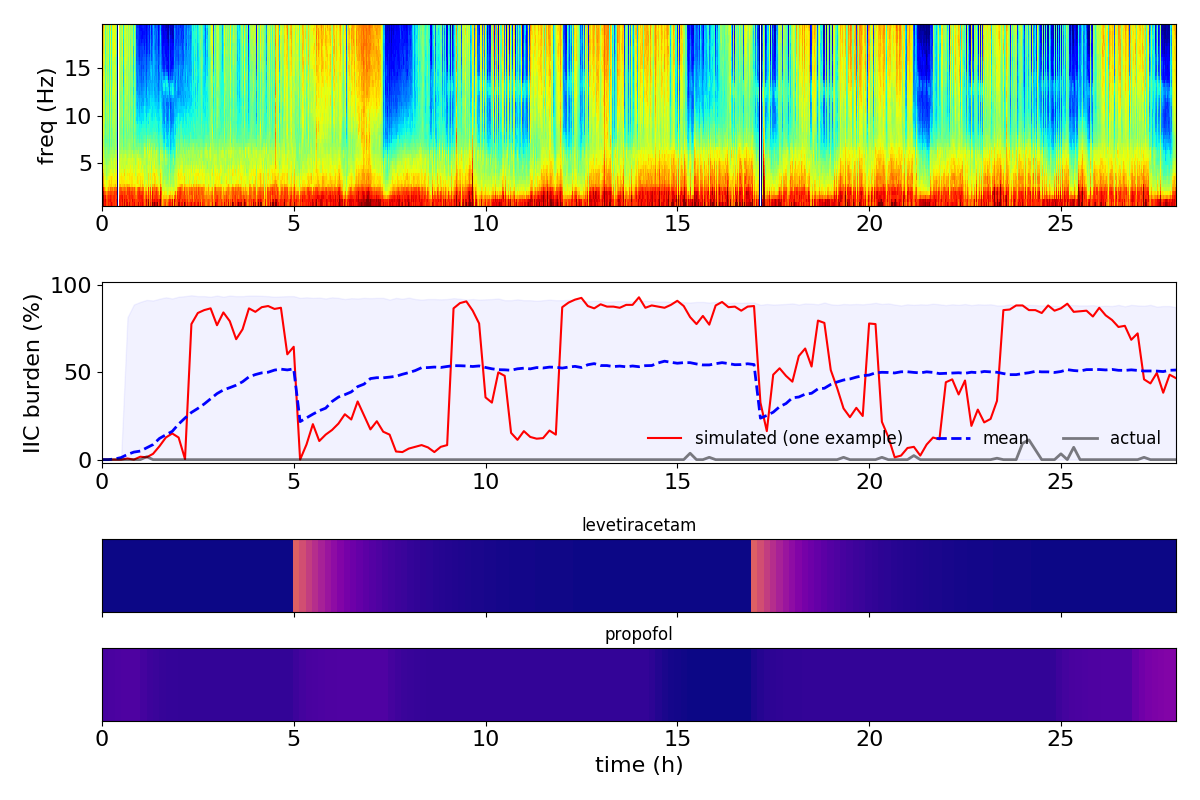 freq (Hz)
15
10
5
0 5 10 15 20 25
IIC burden (%)
100
50
0
simulated (one example) mean actual
0 5 10 15 20 25
levetiracetam
propofol
0 5 10 15 20 25
time (h)